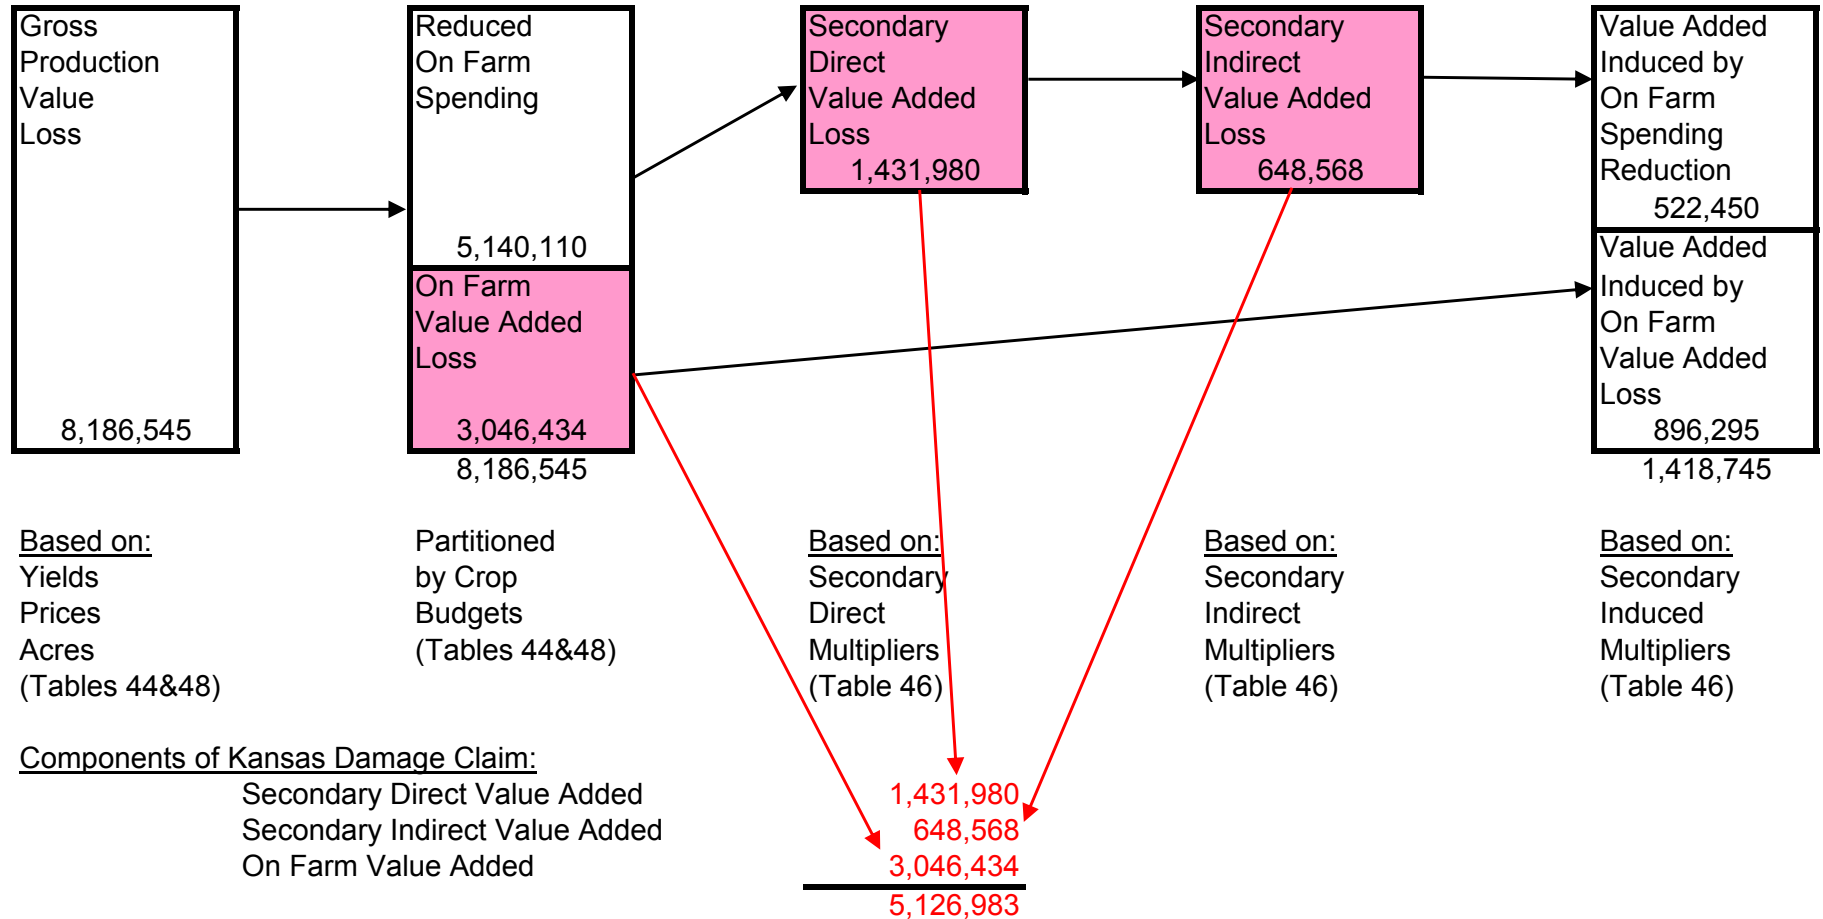 Gross
Production
Value
Loss
8,186,545
Reduced
On Farm
Spending
5,140,110
On Farm
Value Added
Loss
3,046,434
8,186,545
Secondary
Direct
Value Added
Loss
1,431,980
Secondary
Indirect
Value Added
Loss
648,568
Value Added
Induced by
On Farm
Spending
Reduction
522,450
Value Added
Induced by
On Farm
Value Added
Loss
896,295
1,418,745
Based on:
Yields
Prices
Acres
(Tables 44&48)
Partitioned
by Crop
Budgets
(Tables 44&48)
Based on:
Secondary
Direct
Multipliers
(Table 46)
Based on:
Secondary
Indirect
Multipliers
(Table 46)
Based on:
Secondary
Induced
Multipliers
(Table 46)
Components of Kansas Damage Claim:
Secondary Direct Value Added 1,431,980
Secondary Indirect Value Added 648,568
On Farm Value Added 3,046,434
5,126,983